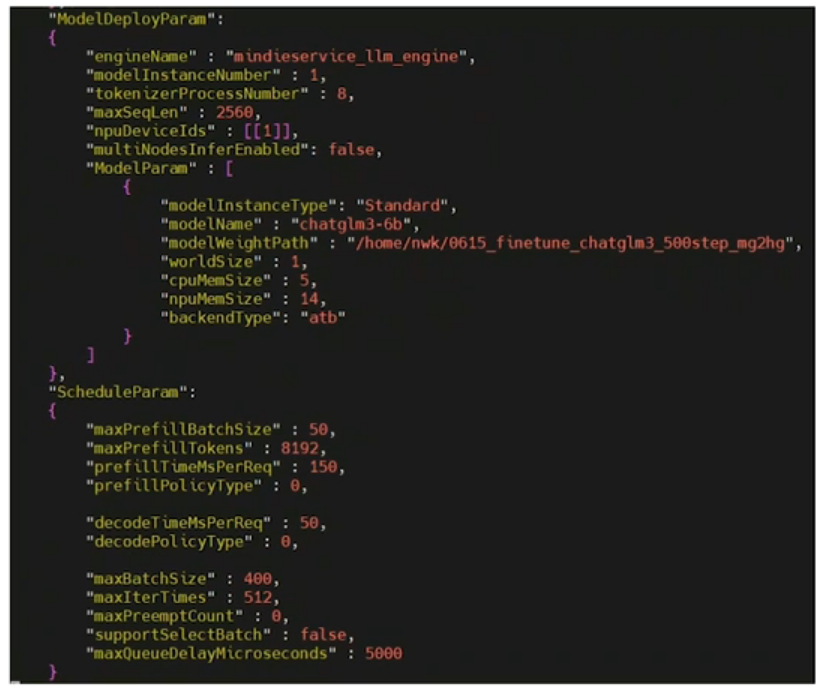 "ModelDeployParam":
{
"engineName" : "mindieservice_llm_engine",
"modelInstanceNumber" : 1,
"tokenizerProcessNumber" : 8,
"maxSeqLen" : 2560,
"npuDeviceIds" : [[1]],
"multiNodesInferEnabled": false,
"ModelParam" : [
{
"modelInstanceType": "Standard",
"modelName" : "chatglm3-6b",
"modelWeightPath" : "/home/nwk/0615_finetune_chatglm3_500step_mg2hg",
"worldSize" : 1,
"cpuMemSize" : 5,
"npuMemSize" : 14,
"backendType": "atb"
}
]
},
"ScheduleParam":
{
"maxPrefillBatchSize" : 50,
"maxPrefillTokens" : 8192,
"prefillTimeMsPerReq" : 150,
"prefillPolicyType" : 0,
"decodeTimeMsPerReq" : 50,
"decodePolicyType" : 0,
"maxBatchSize" : 400,
"maxIterTimes" : 512,
"maxPreemptCount" : 0,
"supportSelectBatch" : false,
"maxQueueDelayMicroseconds" : 5000
}